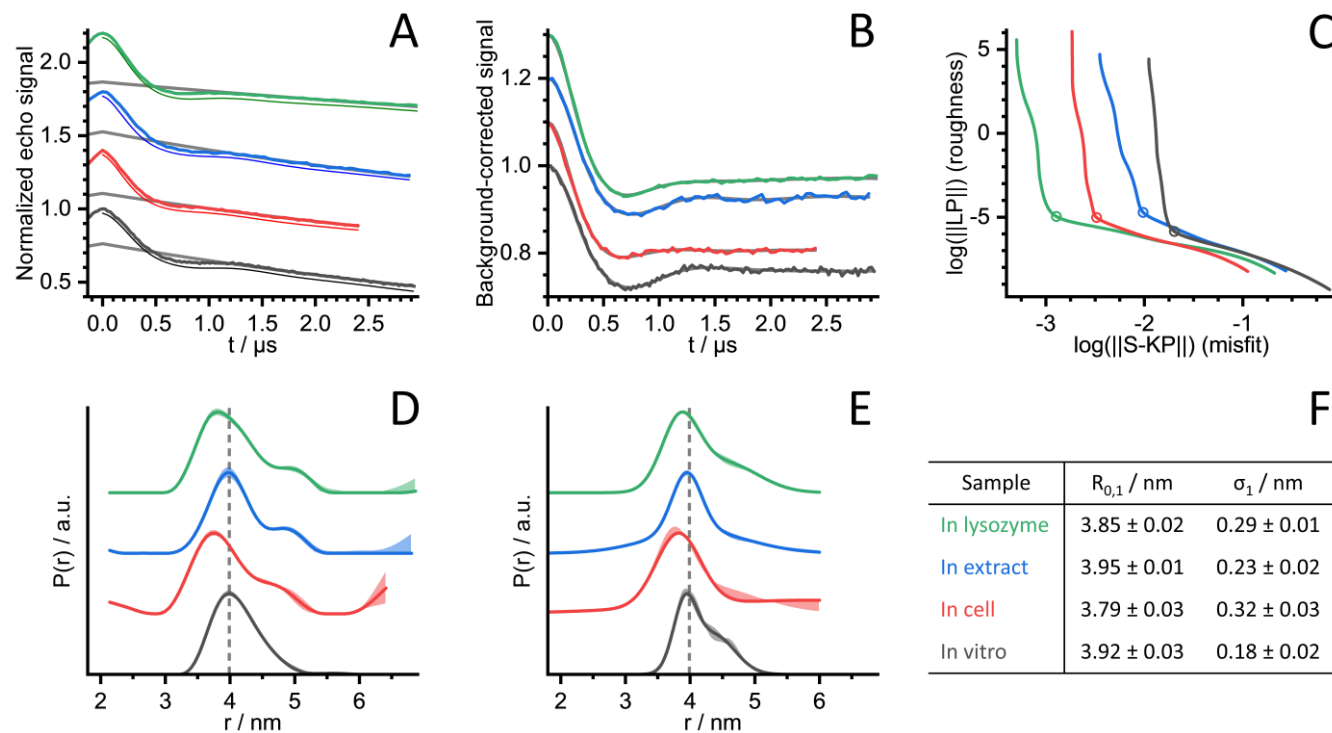 A
Normalized echo signal
2.0
1.5
1.0
0.5
0.0 0.5 1.0 1.5 2.0 2.5
t / µs
B
Background-corrected signal
1.2
1.0
0.8
0.0 0.5 1.0 1.5 2.0 2.5
t / µs
C
log(||LP||) (roughness)
5
0
-5
-3 -2 -1
log(||S-KP||) (misfit)
D
P(r) / a.u.
2 3 4 5 6
r / nm
E
P(r) / a.u.
2 3 4 5 6
r / nm
F
Sample R0,1 / nm σ1 / nm
In lysozyme 3.85 ± 0.02 0.29 ± 0.01
In extract 3.95 ± 0.01 0.23 ± 0.02
In cell 3.79 ± 0.03 0.32 ± 0.03
In vitro 3.92 ± 0.03 0.18 ± 0.02